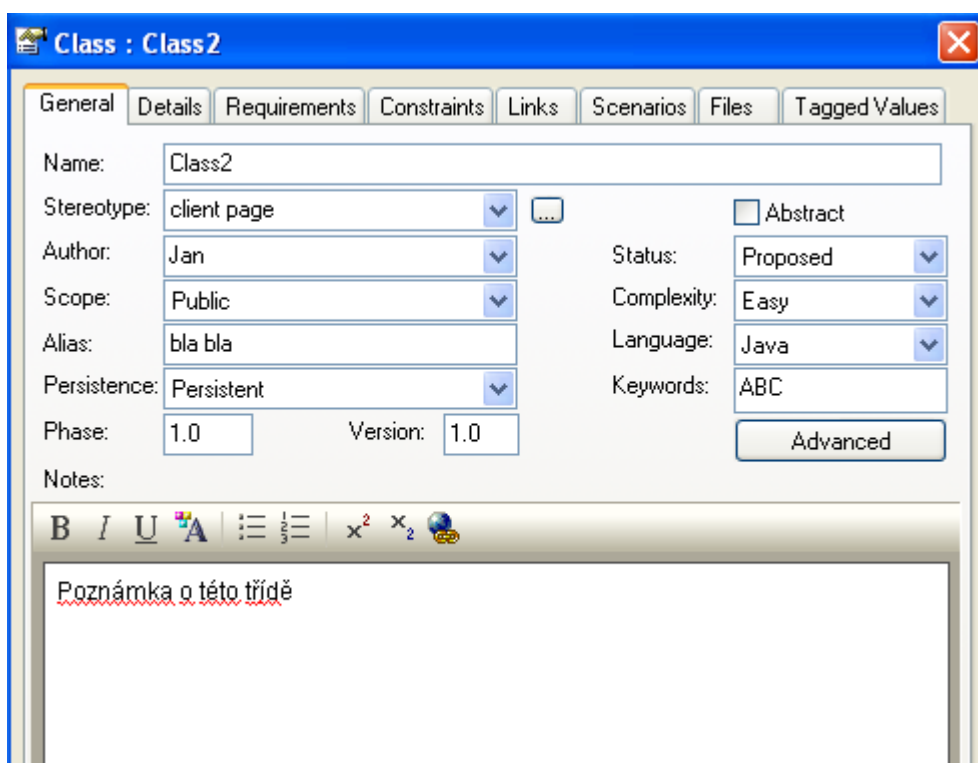 Class : Class2
General Details Requirements Constraints Links Scenarios Files Tagged Values
Name: Class2
Stereotype: client page ... Abstract
Author: Jan Status: Proposed
Scope: Public Complexity: Easy
Alias: bla bla Language: Java
Persistence: Persistent Keywords: ABC
Phase: 1.0 Version: 1.0 Advanced
Notes:
B I U A x² x₂
Poznámka o této třídě